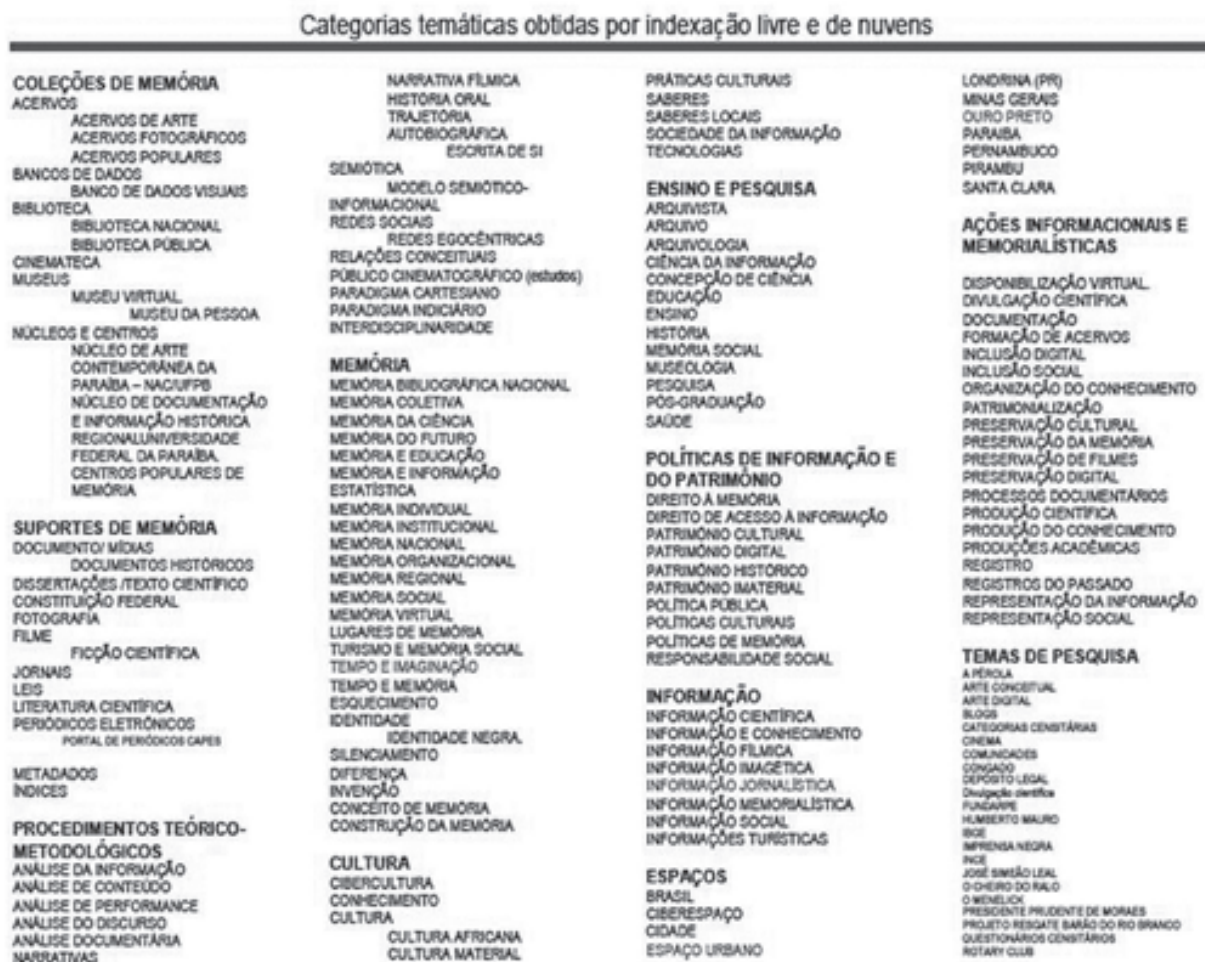 Categorias temáticas obtidas por indexação livre e de nuvens
COLEÇÕES DE MEMÓRIA
ACERVOS
ACERVOS DE ARTE
ACERVOS FOTOGRÁFICOS
ACERVOS POPULARES
BANCOS DE DADOS
BANCO DE DADOS VISUAIS
BIBLIOTECA
BIBLIOTECA NACIONAL
BIBLIOTECA PÚBLICA
CINEMATECA
MUSEUS
MUSEU VIRTUAL.
MUSEU DA PESSOA
NÚCLEOS E CENTROS
NÚCLEO DE ARTE
CONTEMPORÂNEA DA
PARAÍBA – NAC/UFPB
NÚCLEO DE DOCUMENTAÇÃO
E INFORMAÇÃO HISTÓRICA
REGIONALUNIVERSIDADE
FEDERAL DA PARAÍBA.
CENTROS POPULARES DE
MEMÓRIA
SUPORTES DE MEMÓRIA
DOCUMENTO/ MÍDIAS
DOCUMENTOS HISTÓRICOS
DISSERTAÇÕES /TEXTO CIENTÍFICO
CONSTITUIÇÃO FEDERAL
FOTOGRAFIA
FILME
FICÇÃO CIENTÍFICA
JORNAIS
LEIS
LITERATURA CIENTÍFICA
PERIÓDICOS ELETRÔNICOS
PORTAL DE PERIÓDICOS CAPES
METADADOS
ÍNDICES
PROCEDIMENTOS TEÓRICO-
METODOLÓGICOS
ANÁLISE DA INFORMAÇÃO
ANÁLISE DE CONTEÚDO
ANÁLISE DE PERFORMANCE
ANÁLISE DO DISCURSO
ANÁLISE DOCUMENTÁRIA
NARRATIVAS
NARRATIVA FÍLMICA
HISTÓRIA ORAL
TRAJETÓRIA
AUTOBIOGRÁFICA
ESCRITA DE SI
SEMIÓTICA
MODELO SEMIÓTICO-
INFORMACIONAL
REDES SOCIAIS
REDES EGOCÊNTRICAS
RELAÇÕES CONCEITUAIS
PÚBLICO CINEMATOGRÁFICO (estudos)
PARADIGMA CARTESIANO
PARADIGMA INDICIÁRIO
INTERDISCIPLINARIDADE
MEMÓRIA
MEMÓRIA BIBLIOGRÁFICA NACIONAL
MEMÓRIA COLETIVA
MEMÓRIA DA CIÊNCIA
MEMÓRIA DO FUTURO
MEMÓRIA E EDUCAÇÃO
MEMÓRIA E INFORMAÇÃO
ESTATÍSTICA
MEMÓRIA INDIVIDUAL
MEMÓRIA INSTITUCIONAL
MEMÓRIA NACIONAL
MEMÓRIA ORGANIZACIONAL
MEMÓRIA REGIONAL
MEMÓRIA SOCIAL
MEMÓRIA VIRTUAL
LUGARES DE MEMÓRIA
TURISMO E MEMÓRIA SOCIAL
TEMPO E IMAGINAÇÃO
TEMPO E MEMÓRIA
ESQUECIMENTO
IDENTIDADE
IDENTIDADE NEGRA.
SILENCIAMENTO
DIFERENÇA
INVENÇÃO
CONCEITO DE MEMÓRIA
CONSTRUÇÃO DA MEMÓRIA
CULTURA
CIBERCULTURA
CONHECIMENTO
CULTURA
CULTURA AFRICANA
CULTURA MATERIAL
PRÁTICAS CULTURAIS
SABERES
SABERES LOCAIS
SOCIEDADE DA INFORMAÇÃO
TECNOLOGIAS
ENSINO E PESQUISA
ARQUIVISTA
ARQUIVO
ARQUIVOLOGIA
CIÊNCIA DA INFORMAÇÃO
CONCEPÇÃO DE CIÊNCIA
EDUCAÇÃO
ENSINO
HISTÓRIA
MEMÓRIA SOCIAL
MUSEOLOGIA
PESQUISA
PÓS-GRADUAÇÃO
SAÚDE
POLÍTICAS DE INFORMAÇÃO E
DO PATRIMÔNIO
DIREITO À MEMÓRIA
DIREITO DE ACESSO À INFORMAÇÃO
PATRIMÔNIO CULTURAL
PATRIMÔNIO DIGITAL
PATRIMÔNIO HISTÓRICO
PATRIMÔNIO IMATERIAL
POLÍTICA PÚBLICA
POLÍTICAS CULTURAIS
POLÍTICAS DE MEMÓRIA
RESPONSABILIDADE SOCIAL
INFORMAÇÃO
INFORMAÇÃO CIENTÍFICA
INFORMAÇÃO E CONHECIMENTO
INFORMAÇÃO FÍLMICA
INFORMAÇÃO IMAGÉTICA
INFORMAÇÃO JORNALÍSTICA
INFORMAÇÃO MEMORIALÍSTICA
INFORMAÇÃO SOCIAL
INFORMAÇÕES TURÍSTICAS
ESPAÇOS
BRASIL
CIBERESPAÇO
CIDADE
ESPAÇO URBANO
LONDRINA (PR)
MINAS GERAIS
OURO PRETO
PARAIBA
PERNAMBUCO
PIRAMBU
SANTA CLARA
AÇÕES INFORMACIONAIS E
MEMORIALÍSTICAS
DISPONIBILIZAÇÃO VIRTUAL.
DIVULGAÇÃO CIENTÍFICA
DOCUMENTAÇÃO
FORMAÇÃO DE ACERVOS
INCLUSÃO DIGITAL
INCLUSÃO SOCIAL
ORGANIZAÇÃO DO CONHECIMENTO
PATRIMONIALIZAÇÃO
PRESERVAÇÃO CULTURAL
PRESERVAÇÃO DA MEMÓRIA
PRESERVAÇÃO DE FILMES
PRESERVAÇÃO DIGITAL
PROCESSOS DOCUMENTÁRIOS
PRODUÇÃO CIENTÍFICA
PRODUÇÃO DO CONHECIMENTO
PRODUÇÕES ACADÊMICAS
REGISTRO
REGISTROS DO PASSADO
REPRESENTAÇÃO DA INFORMAÇÃO
REPRESENTAÇÃO SOCIAL
TEMAS DE PESQUISA
A PÉROLA
ARTE CONCEITUAL
ARTE DIGITAL
BLOGS
CATEGORIAS CENSITÁRIAS
CINEMA
COMUNIDADES
CONGADO
DEPÓSITO LEGAL
Divulgação científica
FUNDARPE
HUMBERTO MAURO
IBGE
IMPRENSA NEGRA
INCE
JOSÉ SIMEÃO LEAL
O CHEIRO DO RALO
O MENELICK
PRESIDENTE PRUDENTE DE MORAES
PROJETO RESGATE BARÃO DO RIO BRANCO
QUESTIONÁRIOS CENSITÁRIOS
ROTARY CLUB